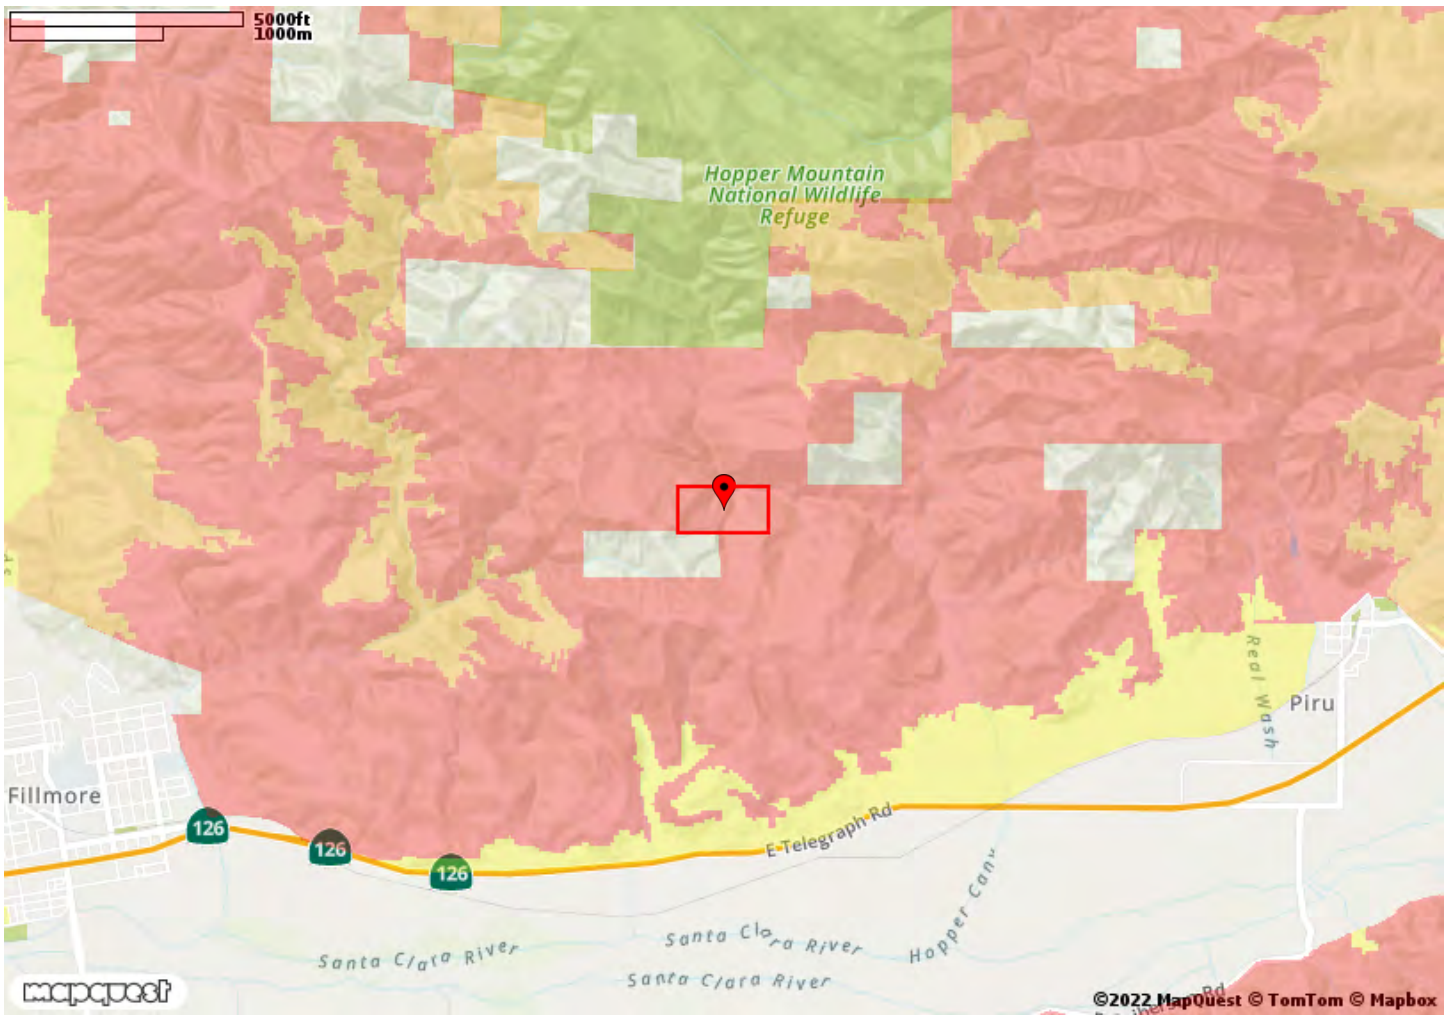 5000ft
1000m
Hopper Mountain
National Wildlife
Refuge
Real Wash
Piru
Fillmore
126
126
126
E Telegraph Rd
Santa Clara River
Santa Clara River
Hopper Cany
Santa Clara River
mapquest
©2022 MapQuest © TomTom © Mapbox
Rd